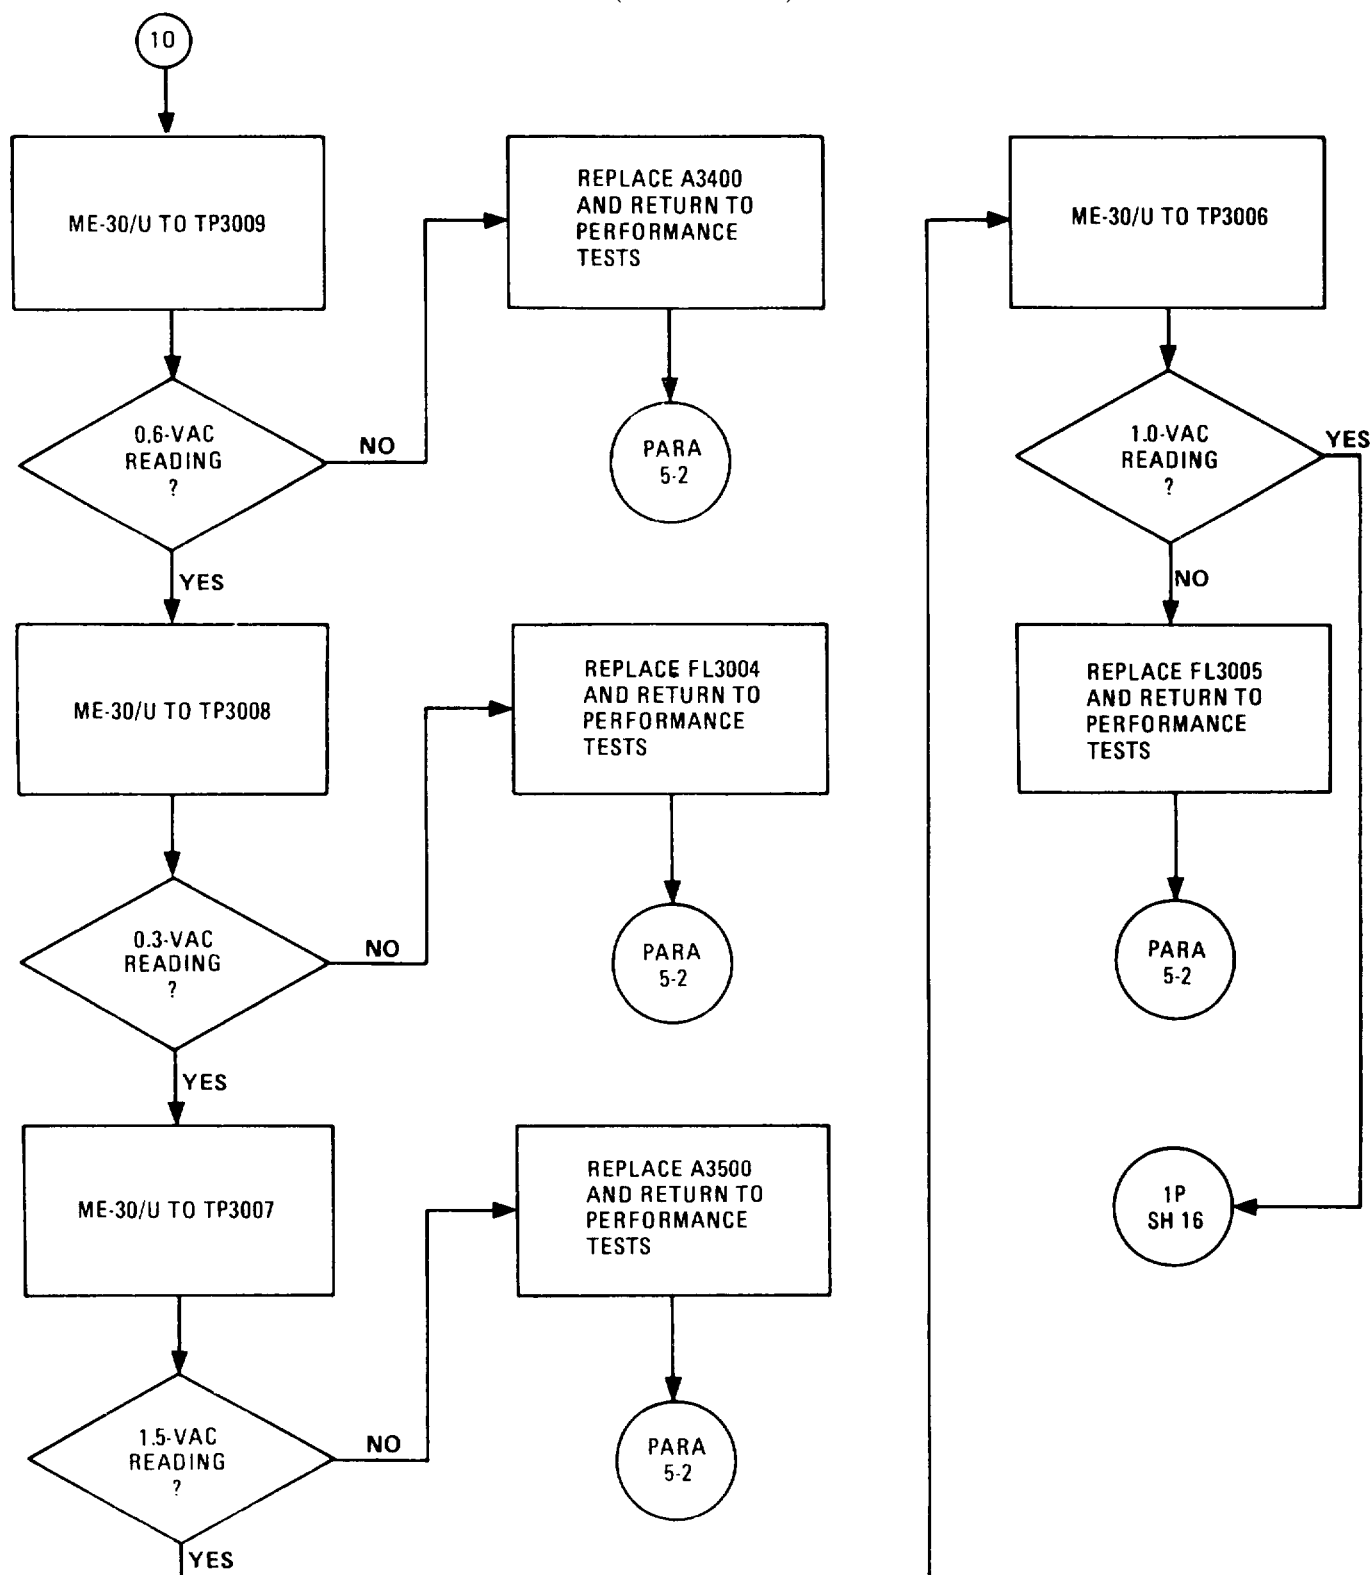 10
ME-30/U TO TP3009
0.6-VAC
READING
?
NO
REPLACE A3400
AND RETURN TO
PERFORMANCE
TESTS
PARA
5-2
YES
ME-30/U TO TP3008
0.3-VAC
READING
?
NO
REPLACE FL3004
AND RETURN TO
PERFORMANCE
TESTS
PARA
5-2
YES
ME-30/U TO TP3007
1.5-VAC
READING
?
NO
REPLACE A3500
AND RETURN TO
PERFORMANCE
TESTS
PARA
5-2
YES
ME-30/U TO TP3006
1.0-VAC
READING
?
YES
NO
REPLACE FL3005
AND RETURN TO
PERFORMANCE
TESTS
PARA
5-2
1P
SH 16